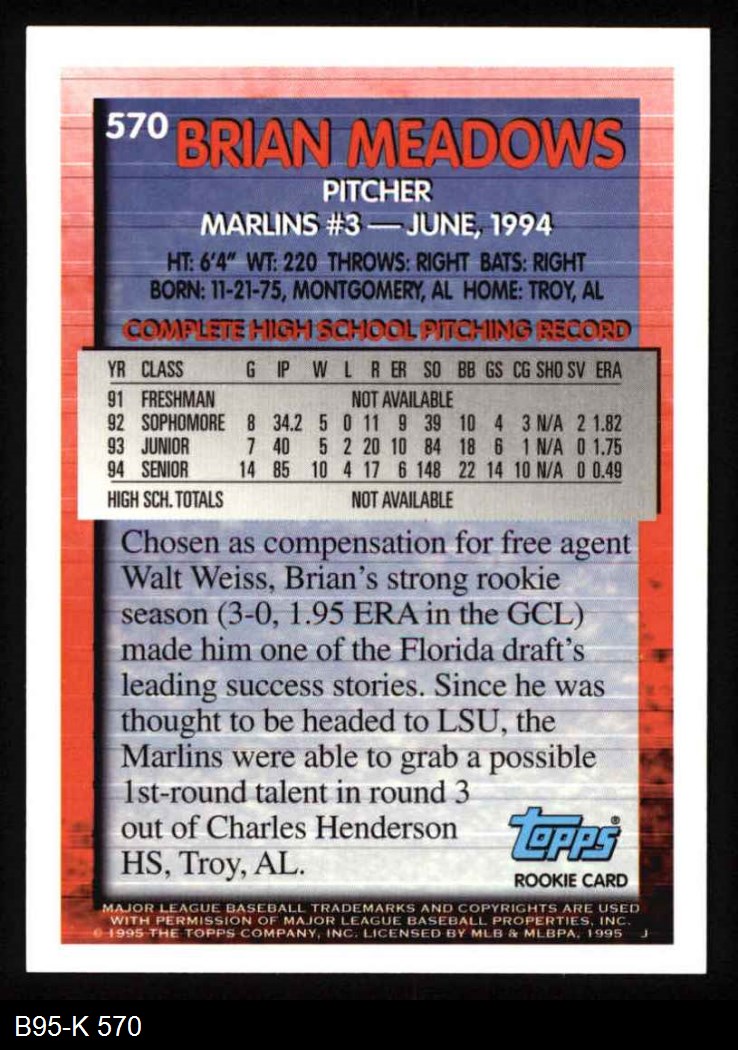 570 BRIAN MEADOWS
PITCHER
MARLINS #3 — JUNE, 1994
HT: 6'4" WT: 220 THROWS: RIGHT BATS: RIGHT
BORN: 11-21-75, MONTGOMERY, AL HOME: TROY, AL
COMPLETE HIGH SCHOOL PITCHING RECORD
YR CLASS G IP W L R ER SO BB GS CG SHO SV ERA
91 FRESHMAN NOT AVAILABLE
92 SOPHOMORE 8 34.2 5 0 11 9 39 10 4 3 N/A 2 1.82
93 JUNIOR 7 40 5 2 20 10 84 18 6 1 N/A 0 1.75
94 SENIOR 14 85 10 4 17 6 148 22 14 10 N/A 0 0.49
HIGH SCH. TOTALS NOT AVAILABLE
Chosen as compensation for free agent
Walt Weiss, Brian's strong rookie
season (3-0, 1.95 ERA in the GCL)
made him one of the Florida draft's
leading success stories. Since he was
thought to be headed to LSU, the
Marlins were able to grab a possible
1st-round talent in round 3
out of Charles Henderson
HS, Troy, AL.
Topps®
ROOKIE CARD
MAJOR LEAGUE BASEBALL TRADEMARKS AND COPYRIGHTS ARE USED
WITH PERMISSION OF MAJOR LEAGUE BASEBALL PROPERTIES, INC.
© 1995 THE TOPPS COMPANY, INC. LICENSED BY MLB & MLBPA, 1995 J
B95-K 570